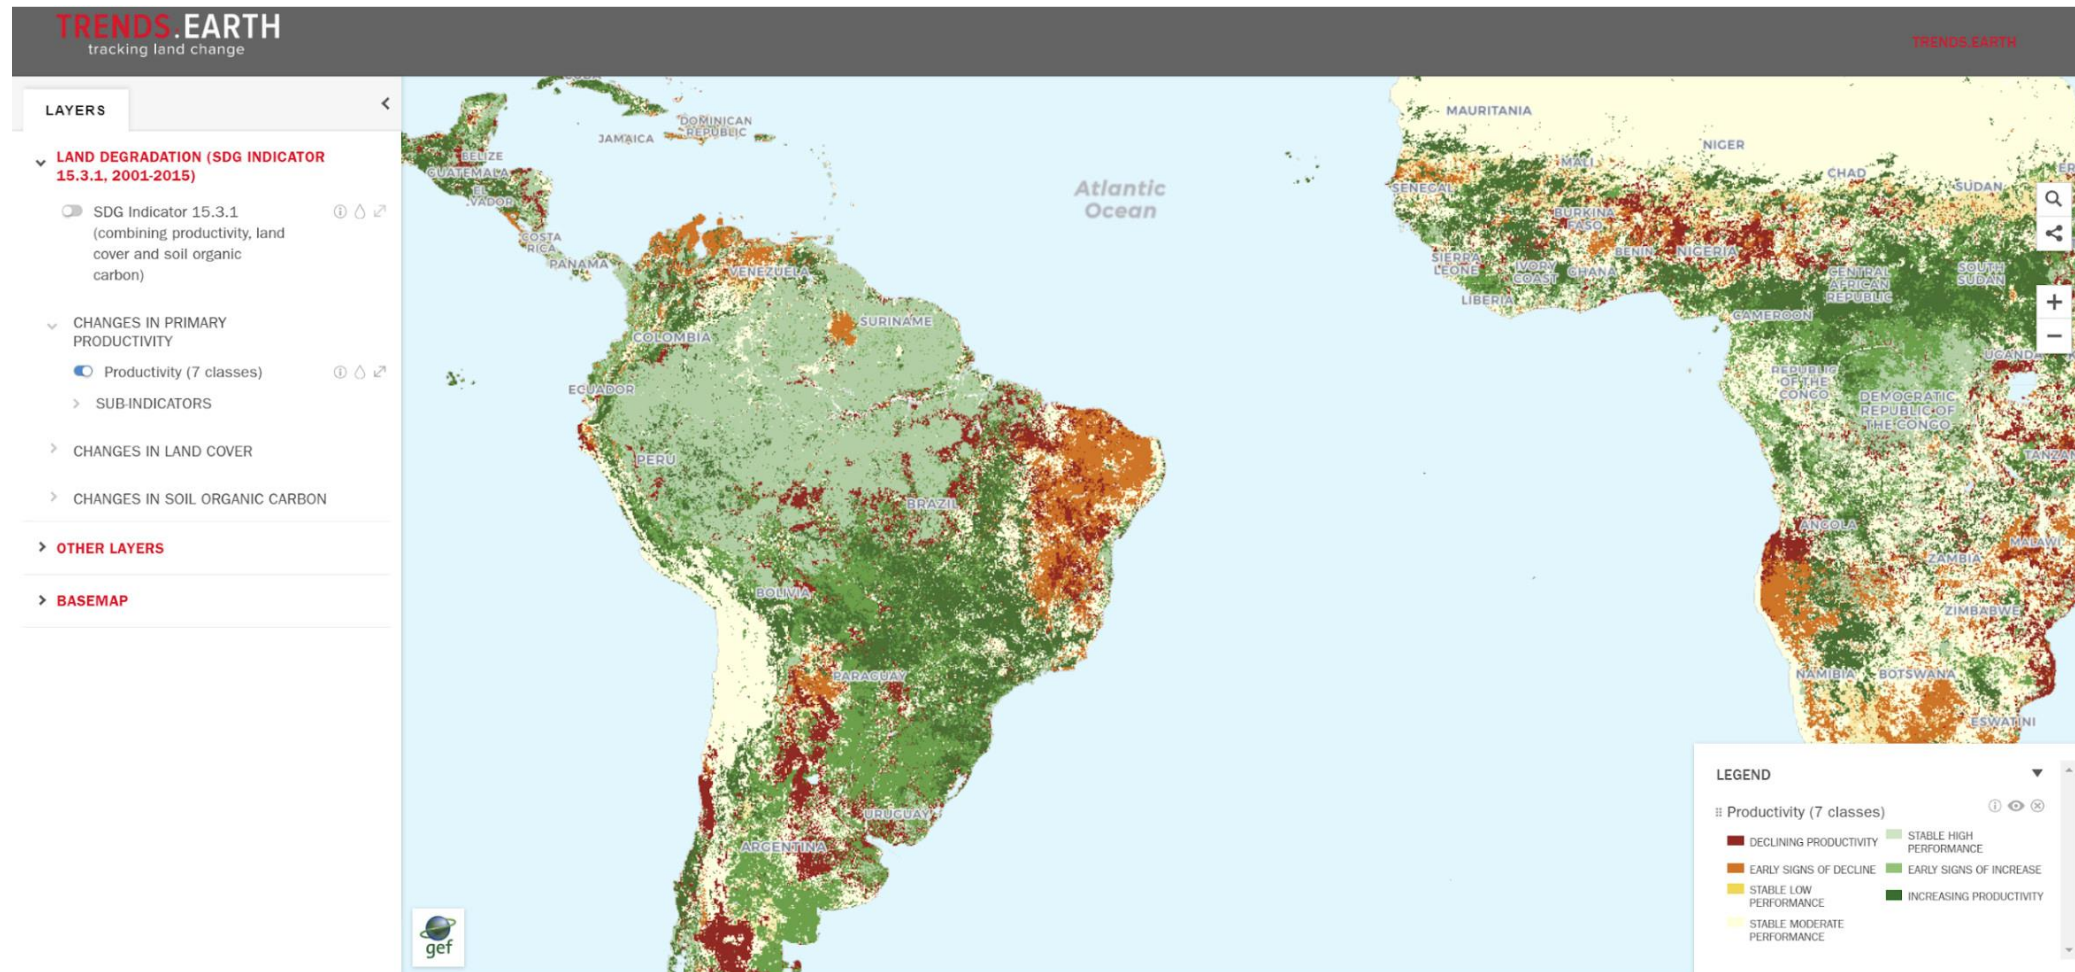 TRENDS.EARTH
tracking land change
TRENDS.EARTH
LAYERS
LAND DEGRADATION (SDG INDICATOR
15.3.1, 2001-2015)
SDG Indicator 15.3.1
(combining productivity, land
cover and soil organic
carbon)
CHANGES IN PRIMARY
PRODUCTIVITY
Productivity (7 classes)
SUB-INDICATORS
CHANGES IN LAND COVER
CHANGES IN SOIL ORGANIC CARBON
OTHER LAYERS
BASEMAP
JAMAICA
DOMINICAN
REPUBLIC
BELIZE
GUATEMALA
EL
VADOR
COSTA
RICA
PANAMA
VENEZUELA
COLOMBIA
SURINAME
ECUADOR
PERU
BRAZIL
BOLIVIA
PARAGUAY
URUGUAY
ARGENTINA
Atlantic
Ocean
MAURITANIA
MALI
NIGER
CHAD
SUDAN
ER
SENEGAL
BURKINA
FASO
BENIN
NIGERIA
SIERRA
LEONE
IVORY
COAST
GHANA
LIBERIA
CENTRAL
AFRICAN
REPUBLIC
SOUTH
SUDAN
CAMEROON
UGANDA
REPUBLIC
OF THE
CONGO
DEMOCRATIC
REPUBLIC OF
THE CONGO
TANZAN
ANGOLA
ZAMBIA
MALAWI
ZIMBABWE
NAMIBIA
BOTSWANA
ESWATINI
gef
LEGEND
Productivity (7 classes)
DECLINING PRODUCTIVITY
EARLY SIGNS OF DECLINE
STABLE LOW
PERFORMANCE
STABLE MODERATE
PERFORMANCE
STABLE HIGH
PERFORMANCE
EARLY SIGNS OF INCREASE
INCREASING PRODUCTIVITY